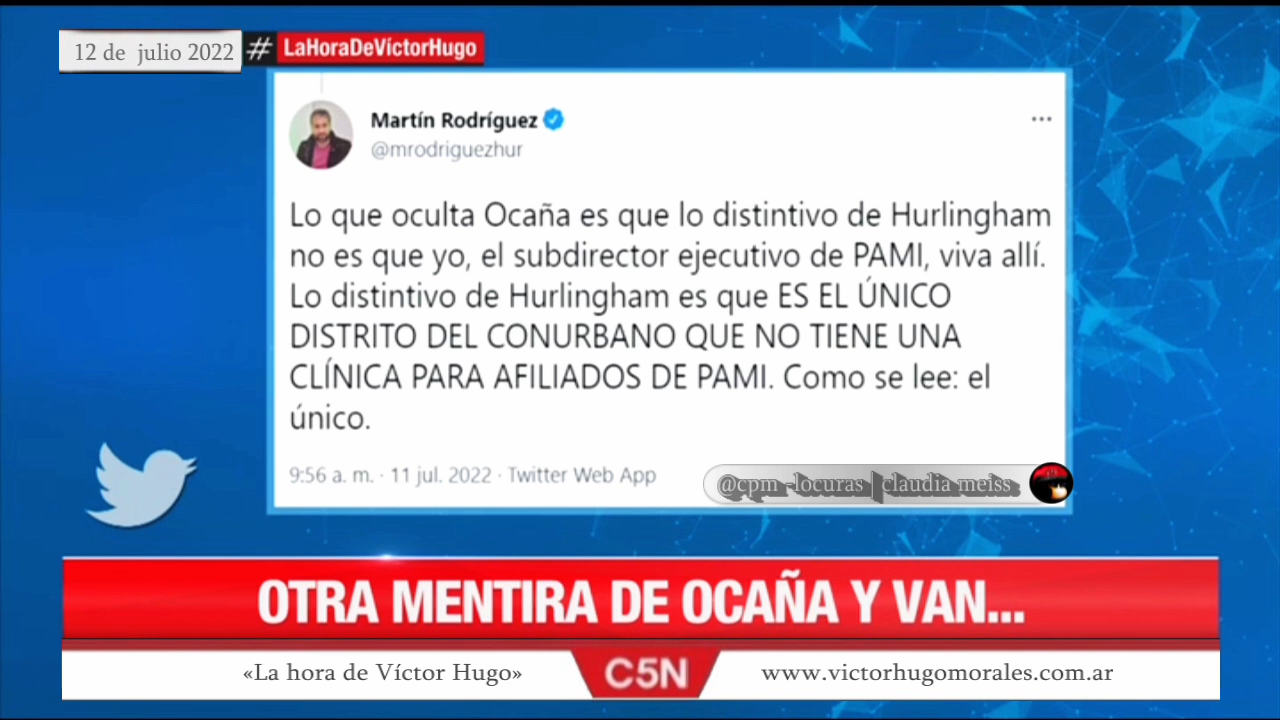 12 de julio 2022
# LaHoraDeVíctorHugo
Martín Rodríguez
@mrodriguezhur
Lo que oculta Ocaña es que lo distintivo de Hurlingham
no es que yo, el subdirector ejecutivo de PAMI, viva allí.
Lo distintivo de Hurlingham es que ES EL ÚNICO
DISTRITO DEL CONURBANO QUE NO TIENE UNA
CLÍNICA PARA AFILIADOS DE PAMI. Como se lee: el
único.
9:56 a. m. · 11 jul. 2022 · Twitter Web App
@cpm-locuras | claudia meiss
OTRA MENTIRA DE OCAÑA Y VAN...
«La hora de Víctor Hugo»
C5N
www.victorhugomorales.com.ar